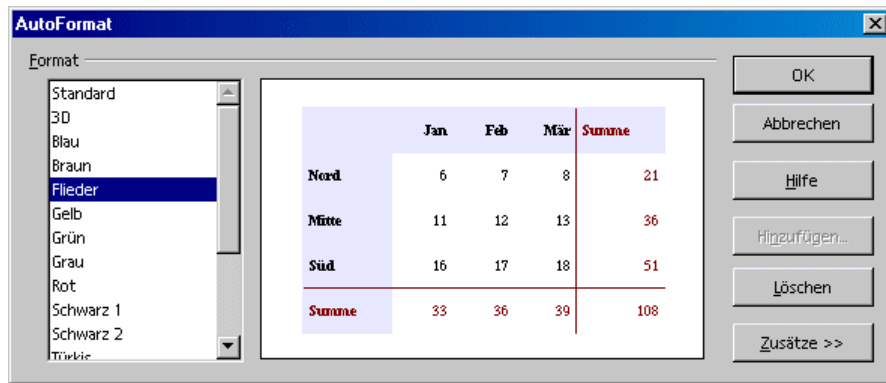 AutoFormat
Format
Standard
3D
Blau
Braun
Flieder
Gelb
Grün
Grau
Rot
Schwarz 1
Schwarz 2
Türkis
Jan Feb Mär Summe
Nord 6 7 8 21
Mitte 11 12 13 36
Süd 16 17 18 51
Summe 33 36 39 108
OK
Abbrechen
Hilfe
Hinzufügen...
Löschen
Zusätze >>